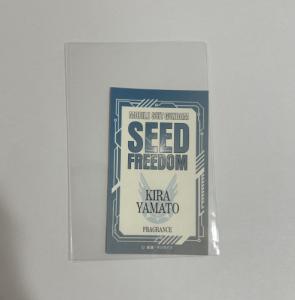 MOBILE SUIT GUNDAM
SEED
FREEDOM
KIRA
YAMATO
FRAGRANCE